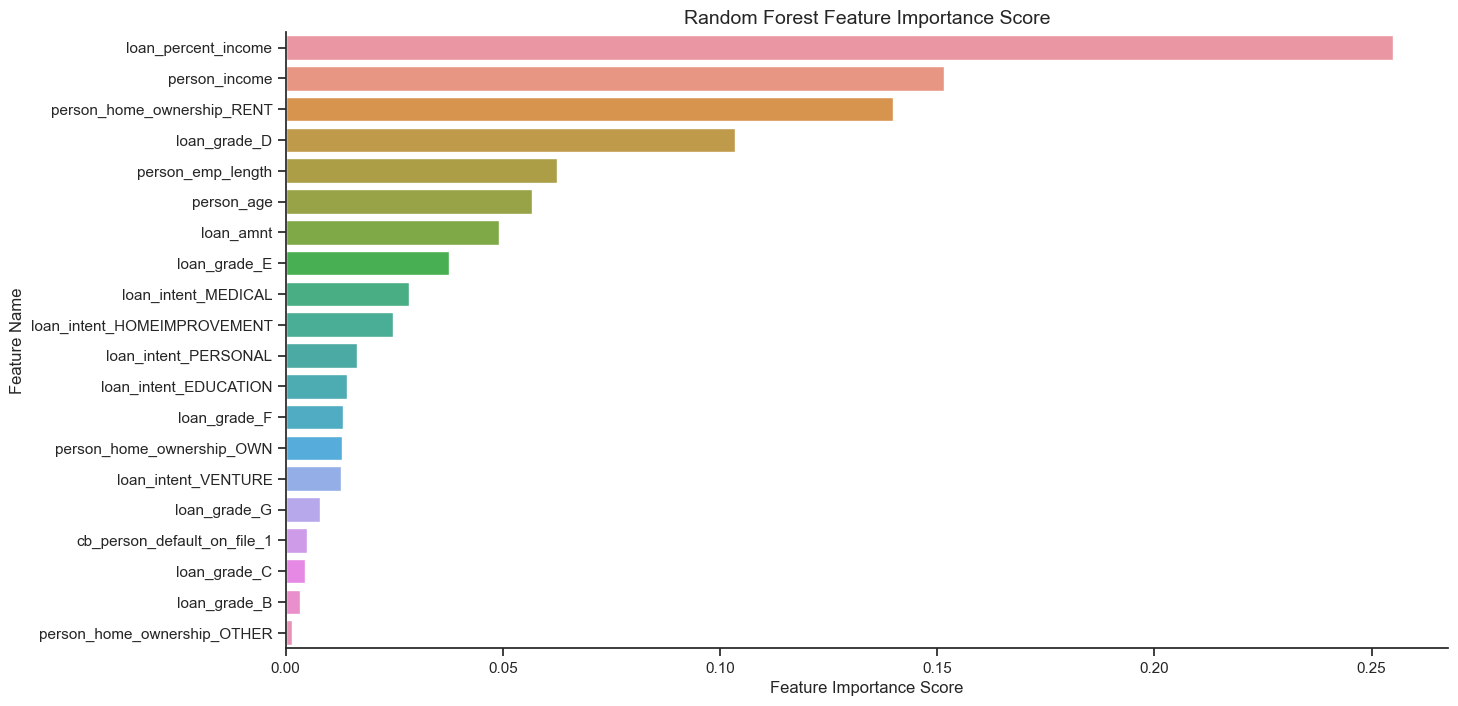 Random Forest Feature Importance Score
loan_percent_income
person_income
person_home_ownership_RENT
loan_grade_D
person_emp_length
person_age
loan_amnt
loan_grade_E
loan_intent_MEDICAL
loan_intent_HOMEIMPROVEMENT
loan_intent_PERSONAL
loan_intent_EDUCATION
loan_grade_F
person_home_ownership_OWN
loan_intent_VENTURE
loan_grade_G
cb_person_default_on_file_1
loan_grade_C
loan_grade_B
person_home_ownership_OTHER
Feature Name
0.00 0.05 0.10 0.15 0.20 0.25
Feature Importance Score